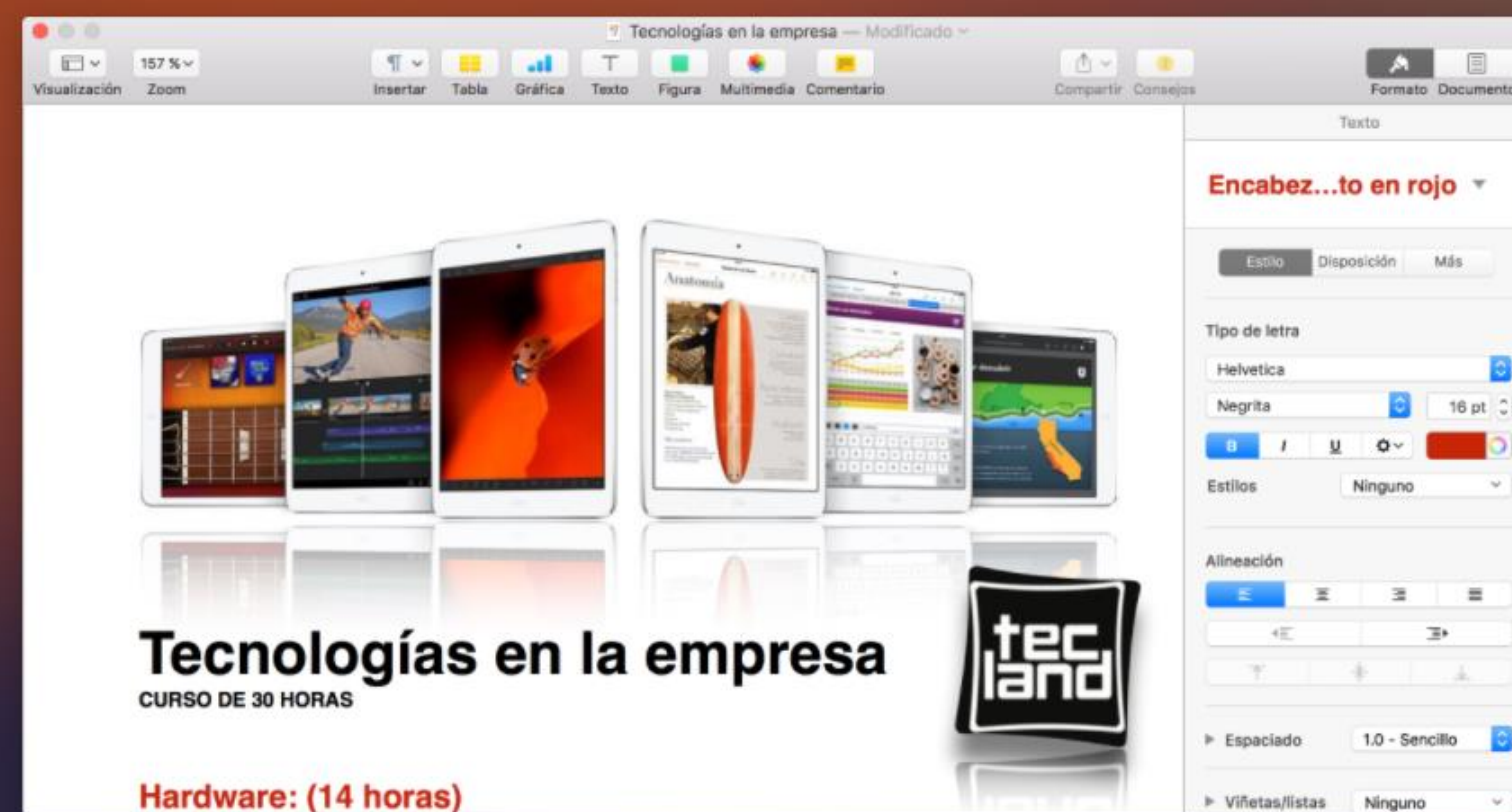 Tecnologías en la empresa — Modificado
157 %
Visualización Zoom Insertar Tabla Gráfica Texto Figura Multimedia Comentario Compartir Consejos Formato Documento
Texto
Encabez...to en rojo
Estilo Disposición Más
Tipo de letra
Helvetica
Negrita 16 pt
B I U
Estilos Ninguno
Alineación
Espaciado 1.0 - Sencillo
Viñetas/listas Ninguno
Anatomía
Tecnologías en la empresa
CURSO DE 30 HORAS
tec
land
Hardware: (14 horas)